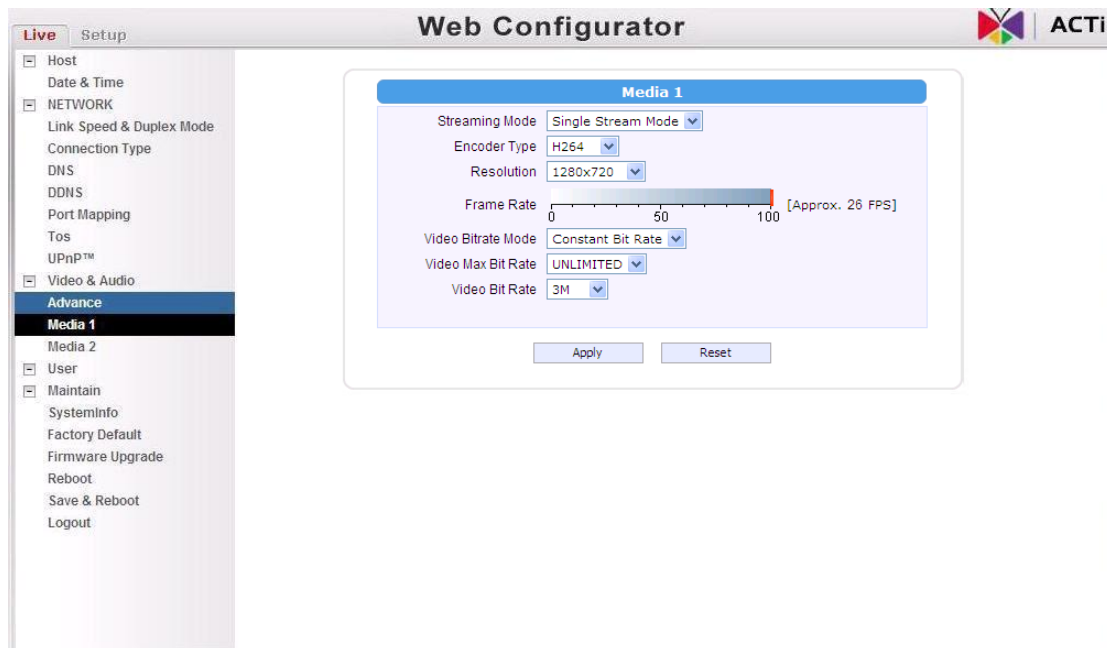 Live Setup
Web Configurator
ACTi
Host
Date & Time
NETWORK
Link Speed & Duplex Mode
Connection Type
DNS
DDNS
Port Mapping
Tos
UPnP™
Video & Audio
Advance
Media 1
Media 2
User
Maintain
SystemInfo
Factory Default
Firmware Upgrade
Reboot
Save & Reboot
Logout
Media 1
Streaming Mode Single Stream Mode
Encoder Type H264
Resolution 1280x720
Frame Rate [Approx. 26 FPS]
0 50 100
Video Bitrate Mode Constant Bit Rate
Video Max Bit Rate UNLIMITED
Video Bit Rate 3M
Apply Reset